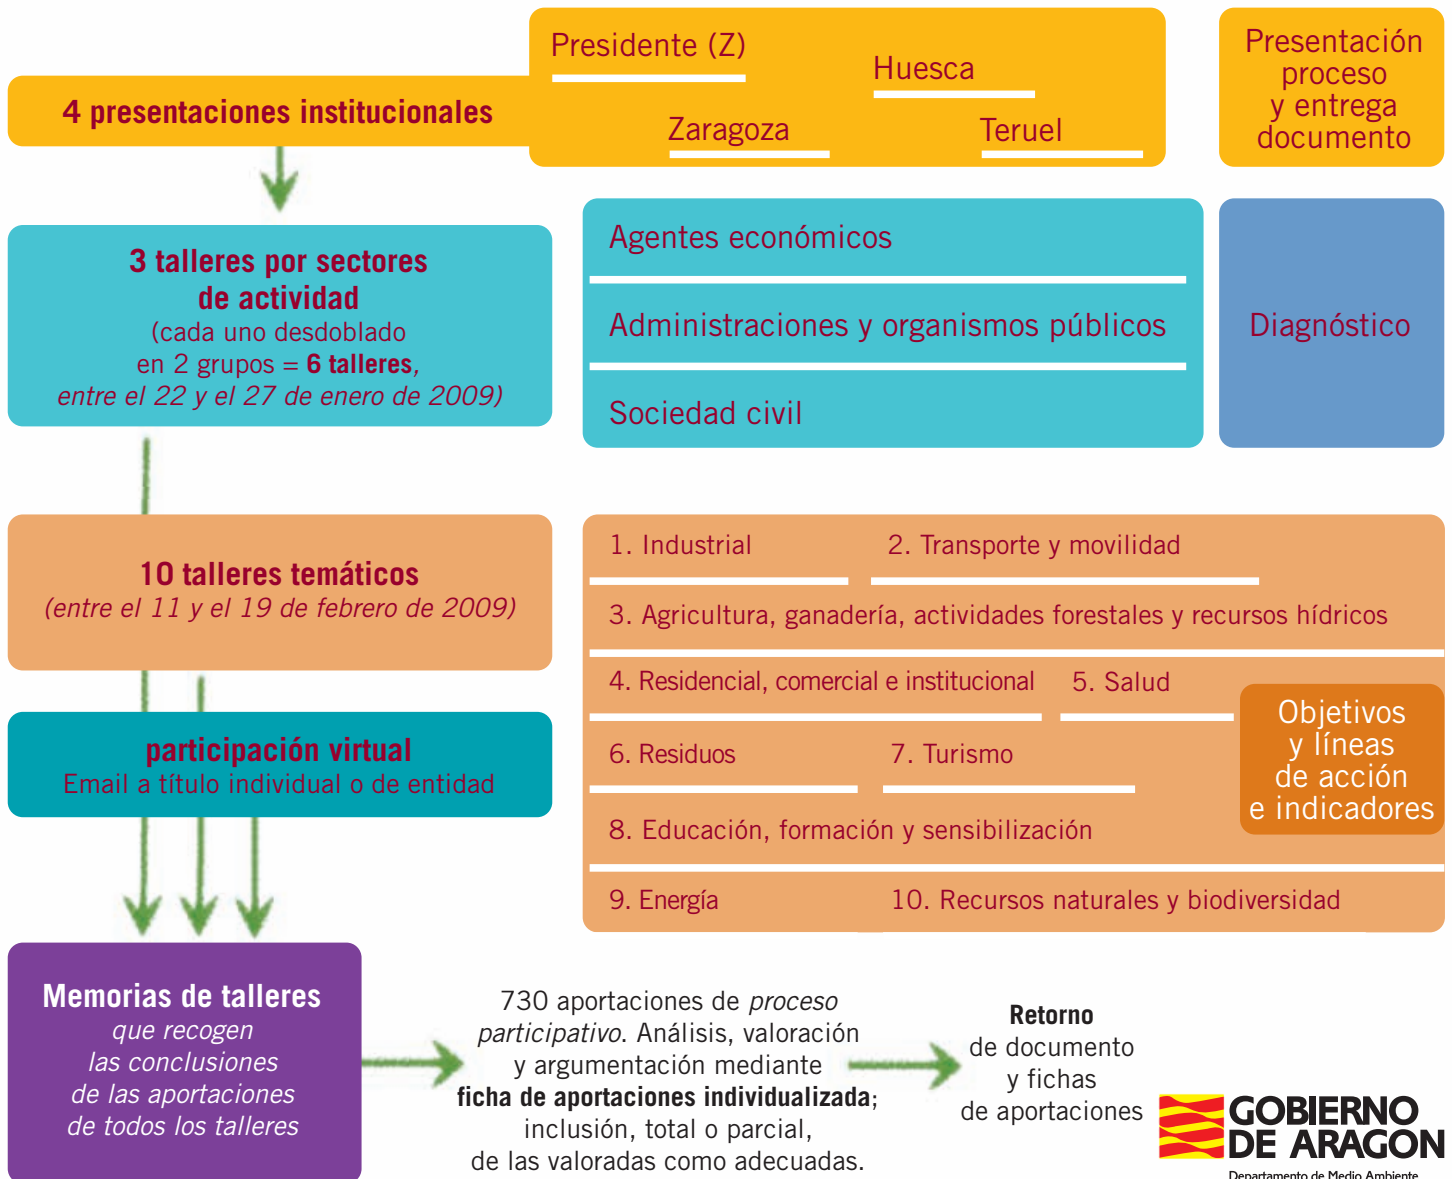 4 presentaciones institucionales
Presidente (Z)
Huesca
Zaragoza
Teruel
Presentación
proceso
y entrega
documento
3 talleres por sectores
de actividad
(cada uno desdoblado
en 2 grupos = 6 talleres,
entre el 22 y el 27 de enero de 2009)
Agentes económicos
Administraciones y organismos públicos
Sociedad civil
Diagnóstico
10 talleres temáticos
(entre el 11 y el 19 de febrero de 2009)
1. Industrial
2. Transporte y movilidad
3. Agricultura, ganadería, actividades forestales y recursos hídricos
4. Residencial, comercial e institucional
5. Salud
6. Residuos
7. Turismo
8. Educación, formación y sensibilización
9. Energía
10. Recursos naturales y biodiversidad
Objetivos
y líneas
de acción
e indicadores
participación virtual
Email a título individual o de entidad
Memorias de talleres
que recogen
las conclusiones
de las aportaciones
de todos los talleres
730 aportaciones de proceso
participativo. Análisis, valoración
y argumentación mediante
ficha de aportaciones individualizada;
inclusión, total o parcial,
de las valoradas como adecuadas.
Retorno
de documento
y fichas
de aportaciones
GOBIERNO
DE ARAGON
Departamento de Medio Ambiente